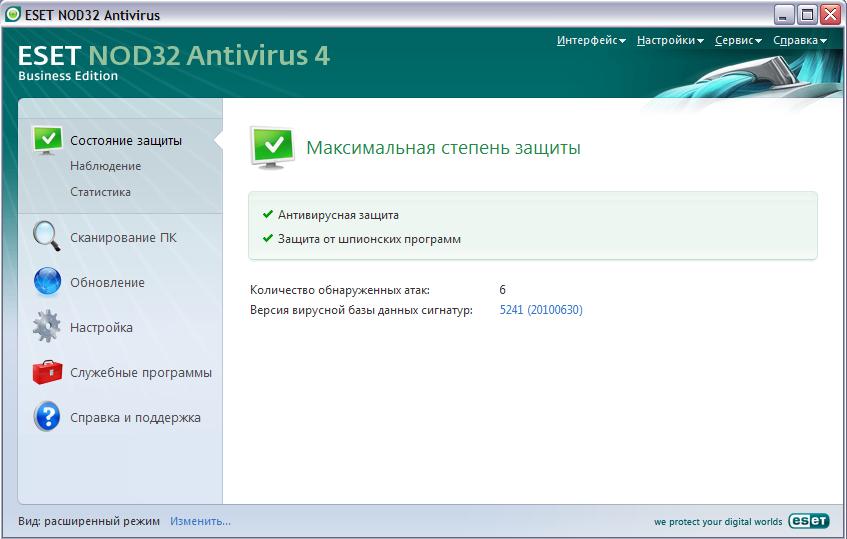 ESET NOD32 Antivirus
ESET NOD32 Antivirus 4
Business Edition
Интерфейс Настройки Сервис Справка
Состояние защиты
Наблюдение
Статистика
Сканирование ПК
Обновление
Настройка
Служебные программы
Справка и поддержка
Максимальная степень защиты
Антивирусная защита
Защита от шпионских программ
Количество обнаруженных атак: 6
Версия вирусной базы данных сигнатур: 5241 (20100630)
Вид: расширенный режим Изменить...
we protect your digital worlds eset